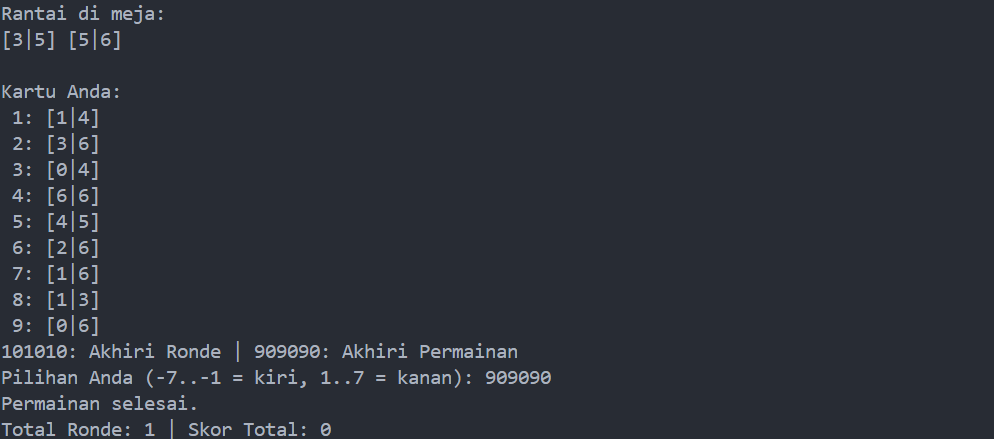 Rantai di meja:
[3|5] [5|6]
Kartu Anda:
1: [1|4]
2: [3|6]
3: [0|4]
4: [6|6]
5: [4|5]
6: [2|6]
7: [1|6]
8: [1|3]
9: [0|6]
101010: Akhiri Ronde | 909090: Akhiri Permainan
Pilihan Anda (-7..-1 = kiri, 1..7 = kanan): 909090
Permainan selesai.
Total Ronde: 1 | Skor Total: 0